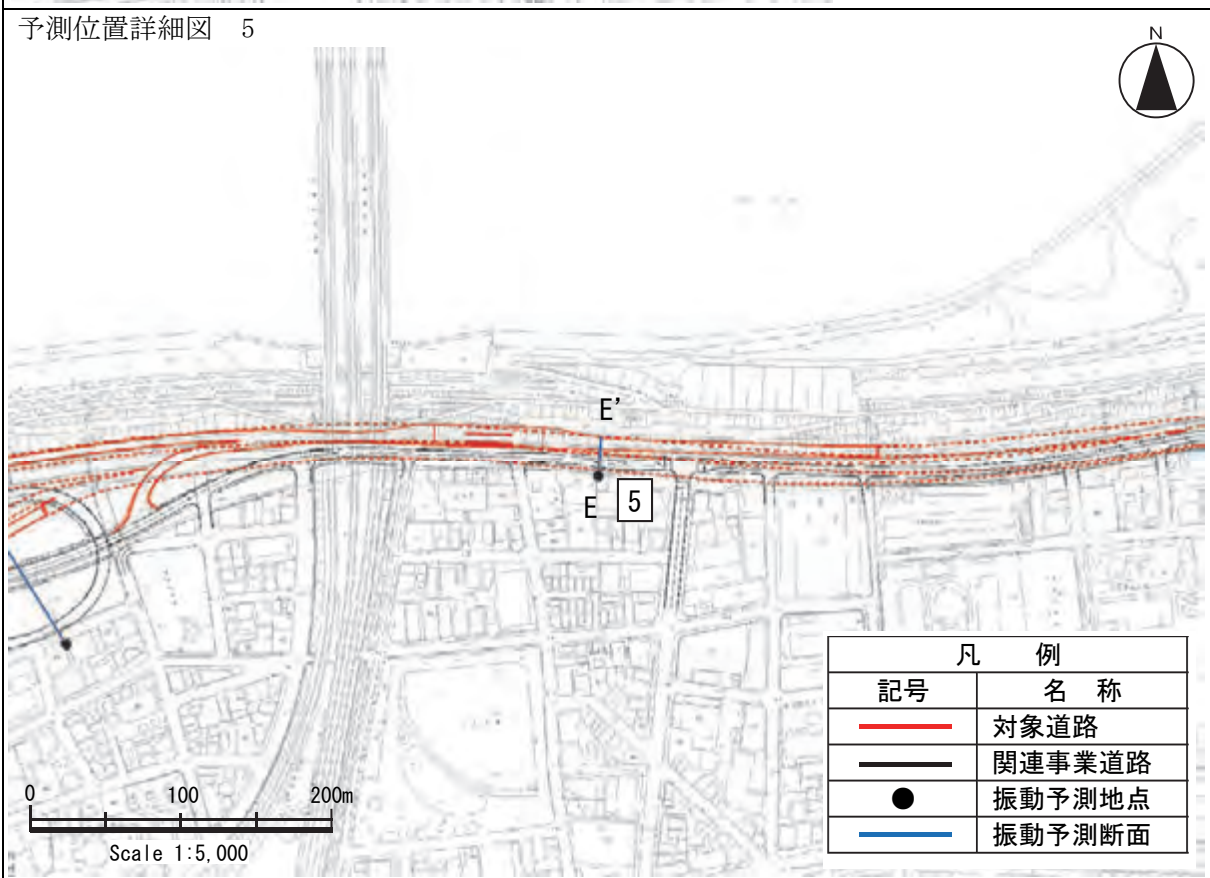 予測位置詳細図　5
N
E’
E
5
凡　例
記号　名　称
対象道路
関連事業道路
振動予測地点
振動予測断面
0　100　200m
Scale 1:5,000